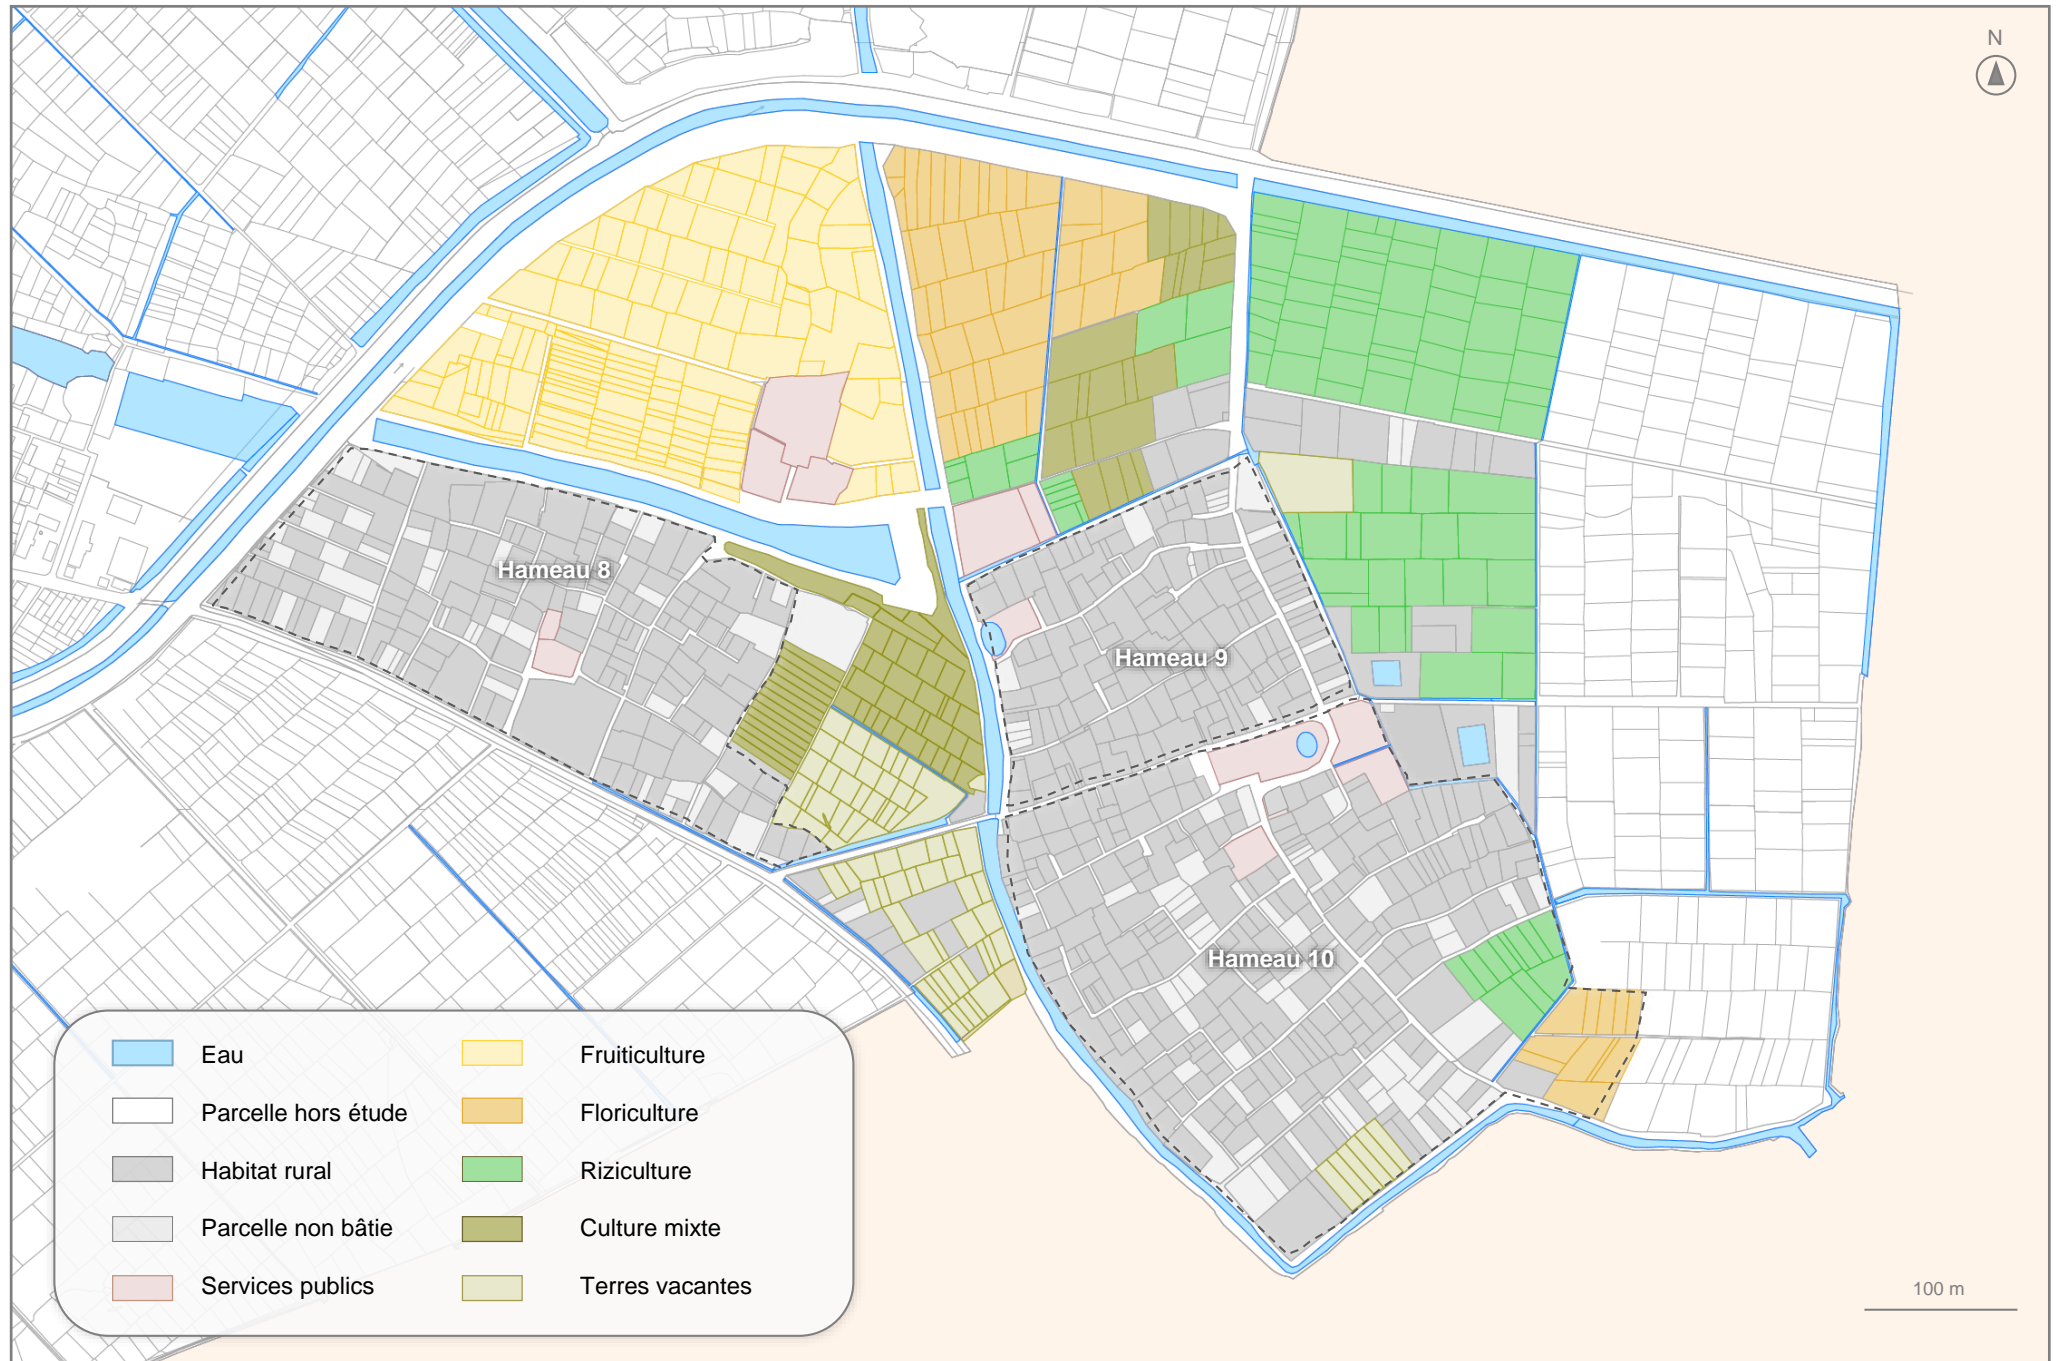 N
Hameau 8
Hameau 9
Hameau 10
Eau
Parcelle hors étude
Habitat rural
Parcelle non bâtie
Services publics
Fruiticulture
Floriculture
Riziculture
Culture mixte
Terres vacantes
100 m